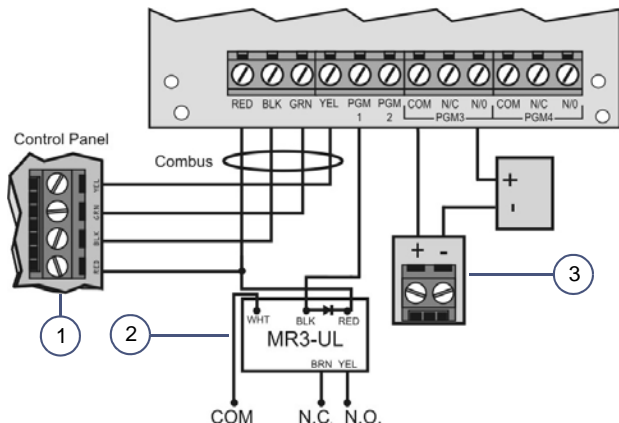 RED BLK GRN YEL PGM 1 PGM 2 COM N/C N/0 COM N/C N/0
PGM3 PGM4
Control Panel
Combus
YEL
GRN
BLK
RED
+
-
+ -
1
2
3
WHT BLK RED
MR3-UL
BRN YEL
COM N.C. N.O.